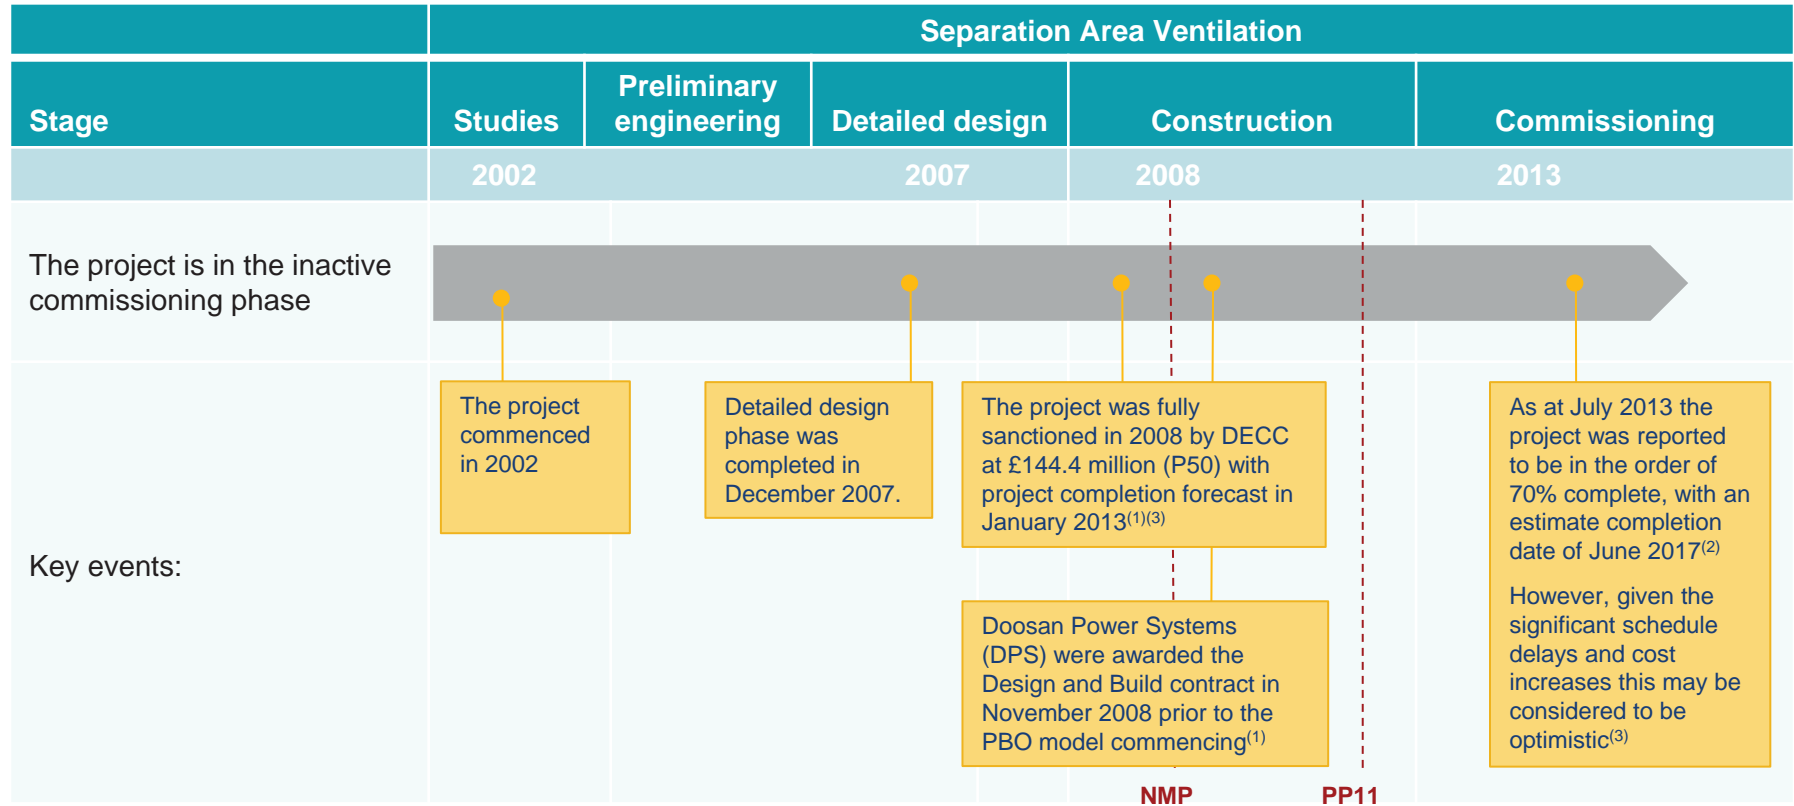 Separation Area Ventilation
Stage
Studies
Preliminary
engineering
Detailed design
Construction
Commissioning
2002
2007
2008
2013
The project is in the inactive
commissioning phase
Key events:
The project
commenced
in 2002
Detailed design
phase was
completed in
December 2007.
The project was fully
sanctioned in 2008 by DECC
at £144.4 million (P50) with
project completion forecast in
January 2013(1)(3)
Doosan Power Systems
(DPS) were awarded the
Design and Build contract in
November 2008 prior to the
PBO model commencing(1)
As at July 2013 the
project was reported
to be in the order of
70% complete, with an
estimate completion
date of June 2017(2)
However, given the
significant schedule
delays and cost
increases this may be
considered to be
optimistic(3)
NMP
PP11